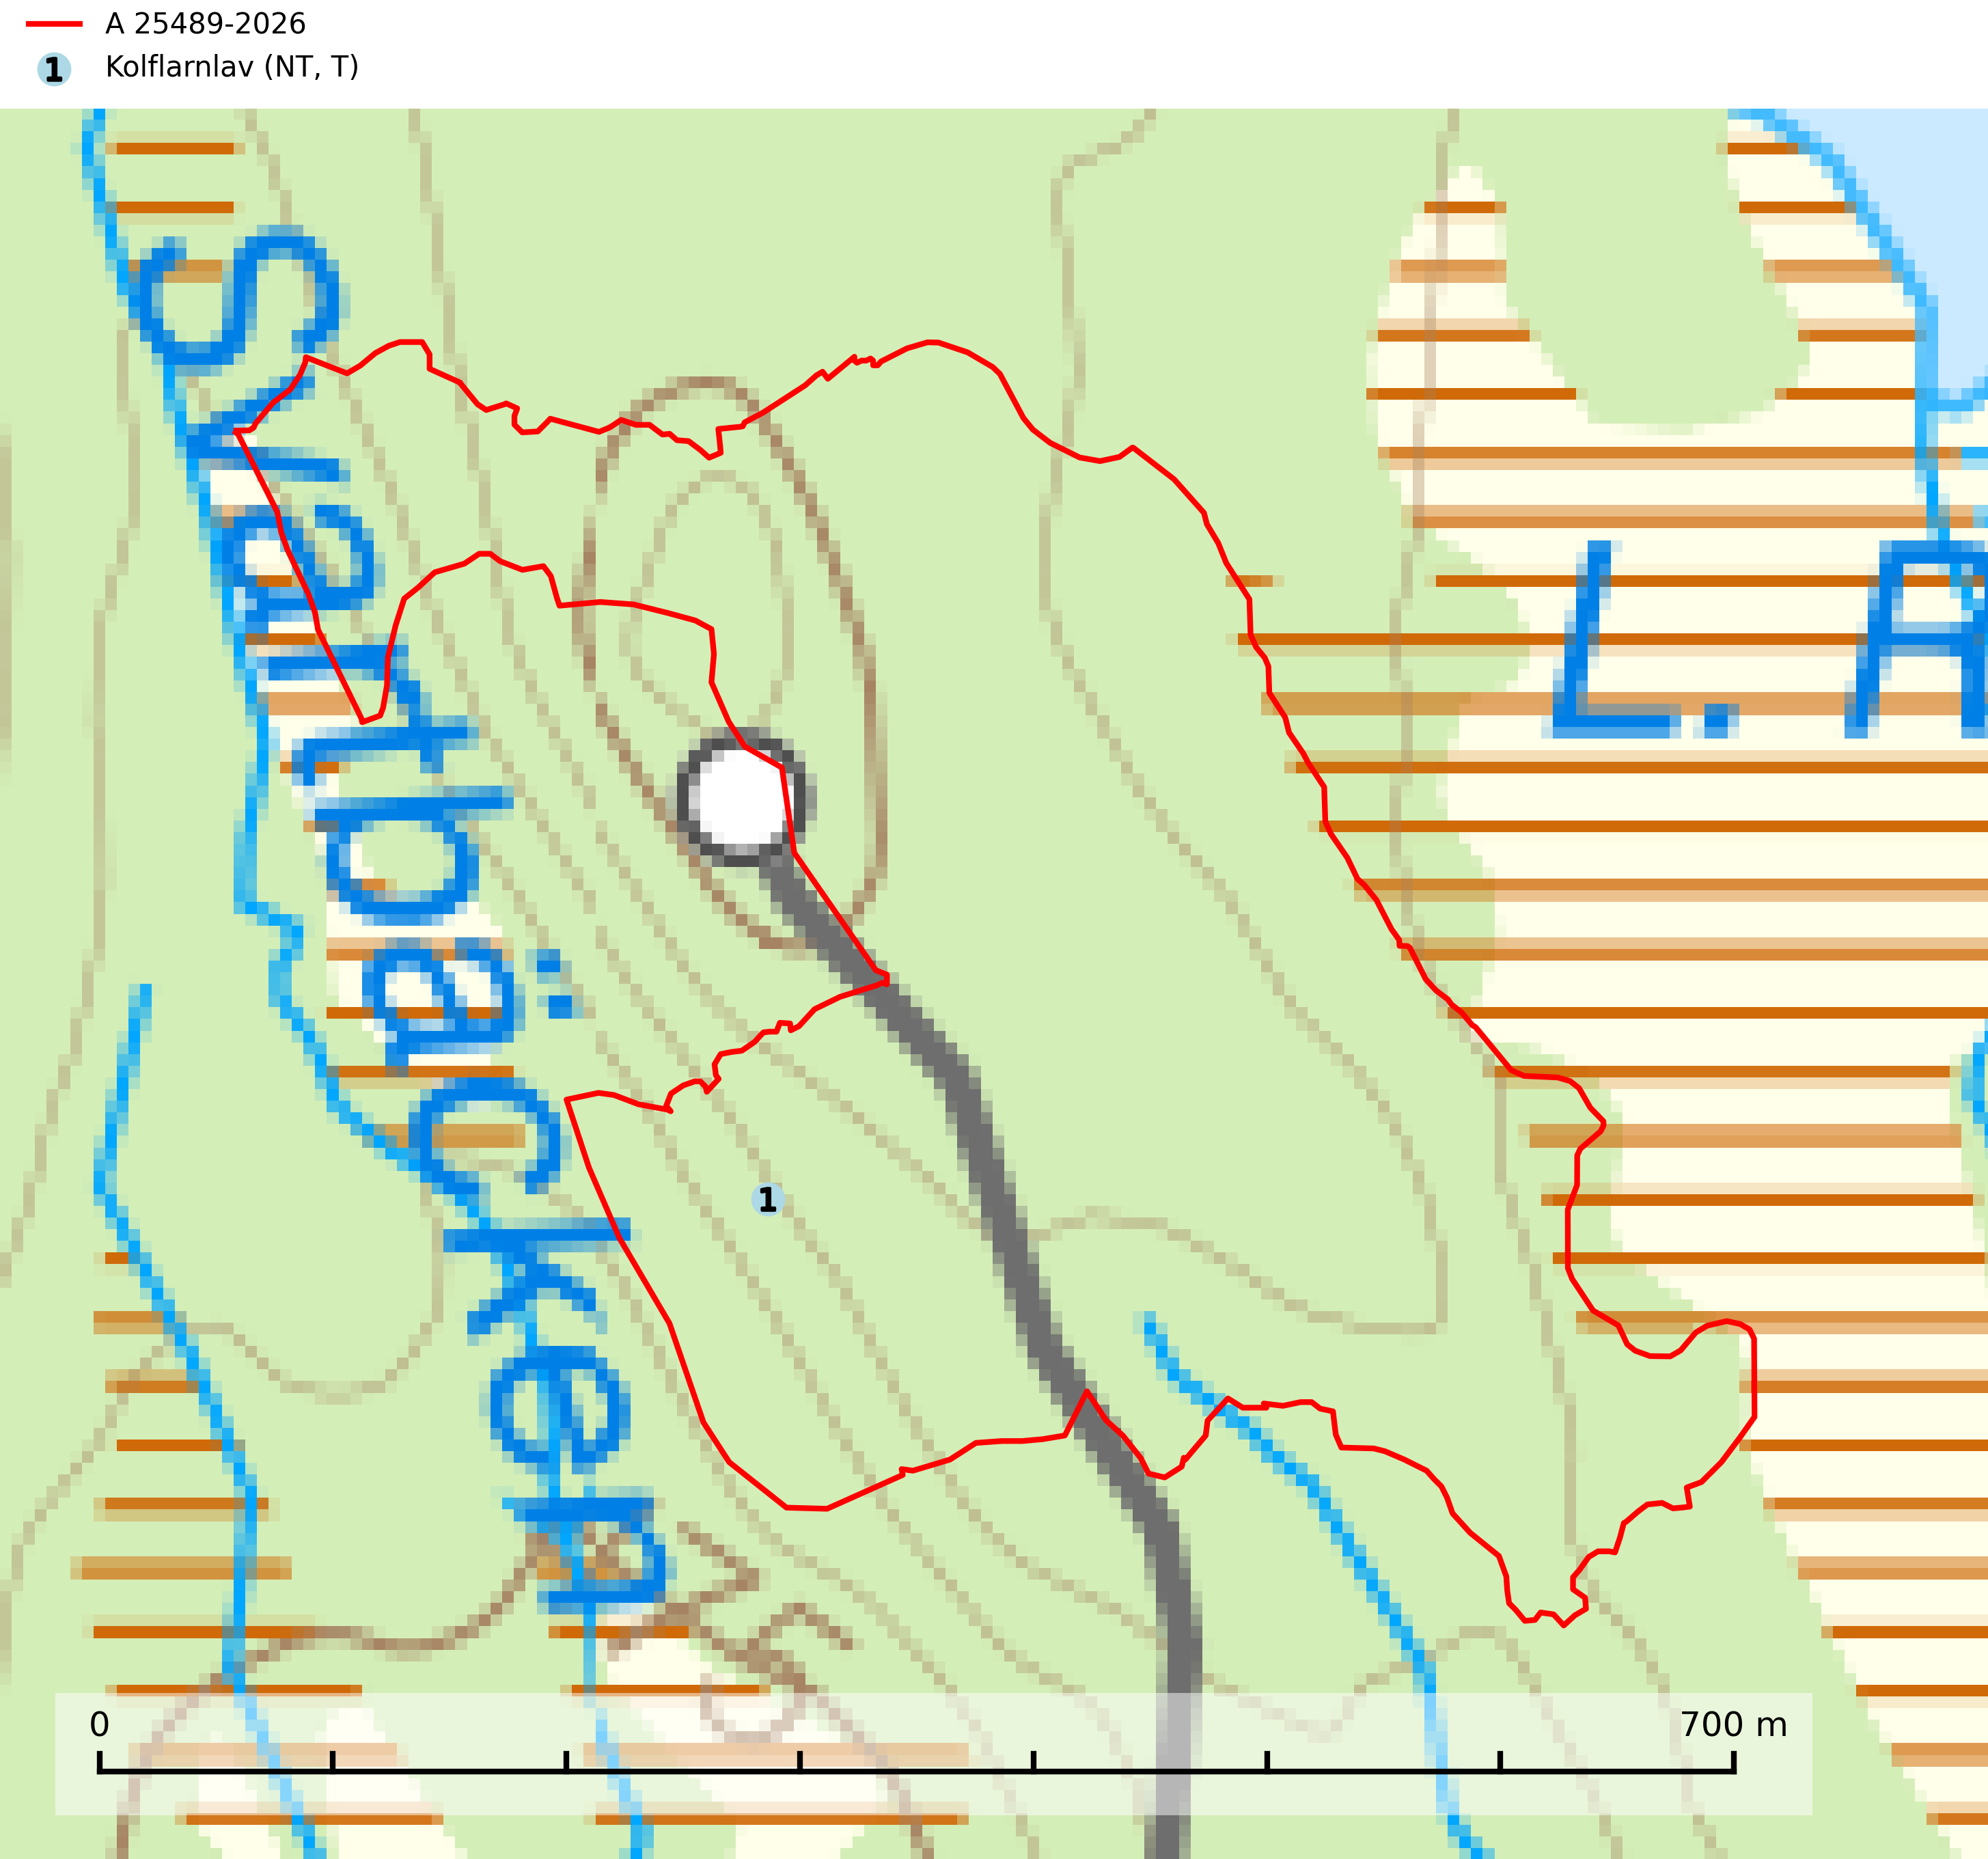 A 25489-2026
1 Kolflarnlav (NT, T)
Svartbäcken
L. A
1
0 700 m